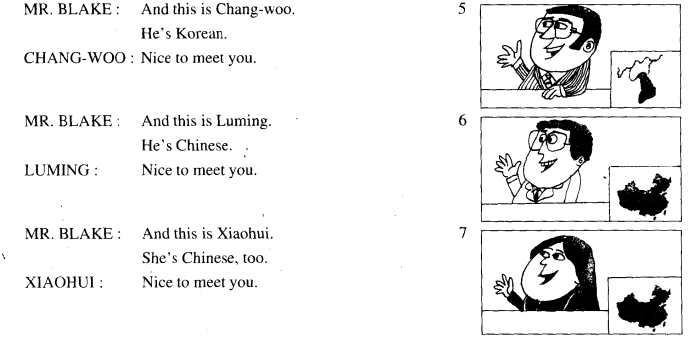 MR. BLAKE : And this is Chang-woo. 5
He's Korean.
CHANG-WOO : Nice to meet you.
MR. BLAKE : And this is Luming. 6
He's Chinese.
LUMING : Nice to meet you.
MR. BLAKE : And this is Xiaohui. 7
She's Chinese, too.
XIAOHUI : Nice to meet you.